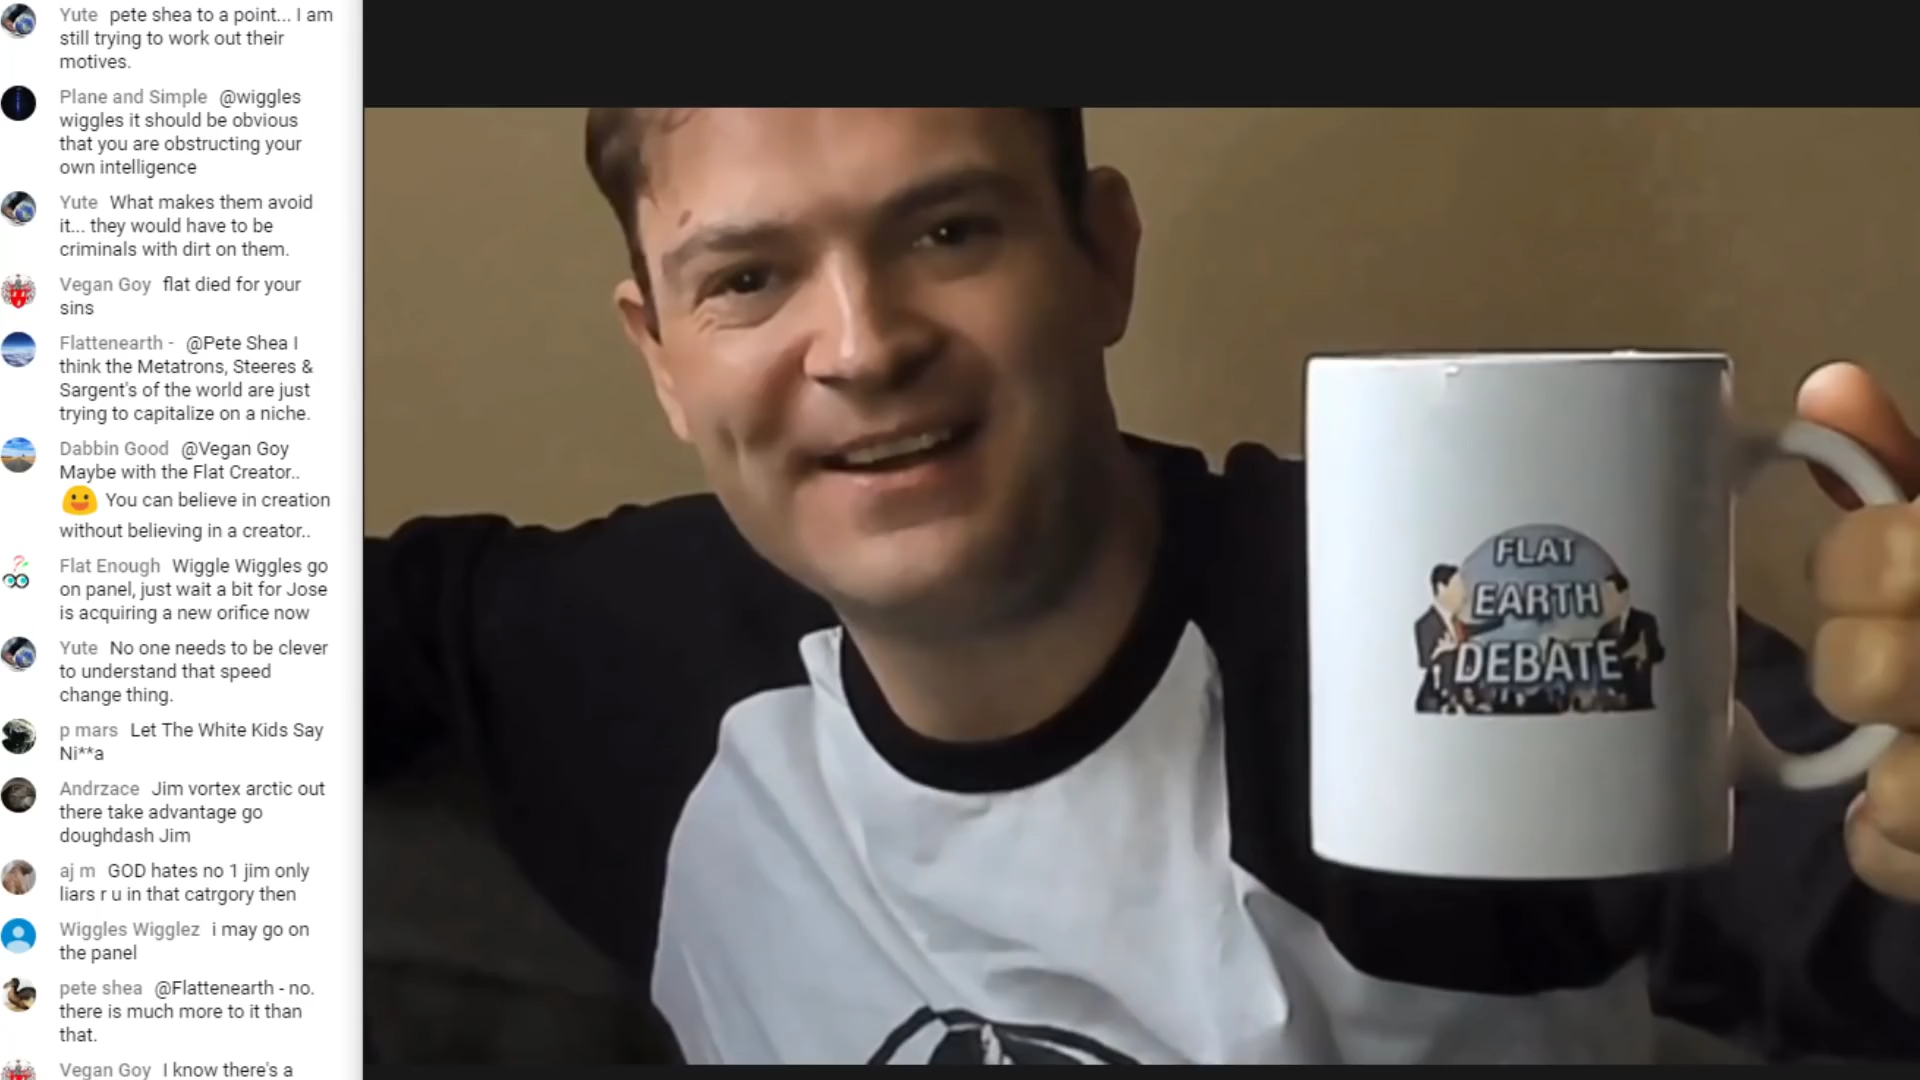 Yute pete shea to a point... I am
still trying to work out their
motives.
Plane and Simple @wiggles
wiggles it should be obvious
that you are obstructing your
own intelligence
Yute What makes them avoid
it... they would have to be
criminals with dirt on them.
Vegan Goy flat died for your
sins
Flattenearth - @Pete Shea I
think the Metatrons, Steeres &
Sargent's of the world are just
trying to capitalize on a niche.
Dabbin Good @Vegan Goy
Maybe with the Flat Creator..
You can believe in creation
without believing in a creator..
Flat Enough Wiggle Wiggles go
on panel, just wait a bit for Jose
is acquiring a new orifice now
Yute No one needs to be clever
to understand that speed
change thing.
p mars Let The White Kids Say
Ni**a
Andrzace Jim vortex arctic out
there take advantage go
doughdash Jim
aj m GOD hates no 1 jim only
liars r u in that catrgory then
Wiggles Wigglez i may go on
the panel
pete shea @Flattenearth - no.
there is much more to it than
that.
Vegan Goy I know there's a
FLAT
EARTH
DEBATE